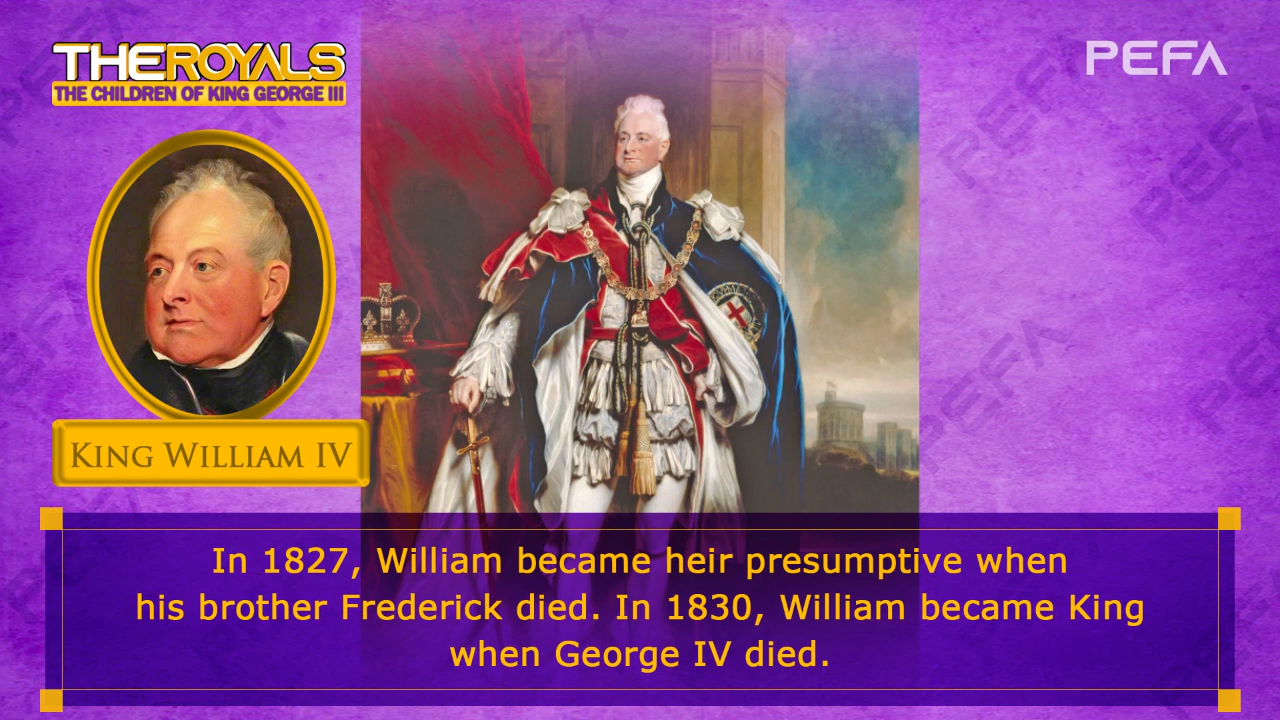 THEROYALS
THE CHILDREN OF KING GEORGE III
PEFA
KING WILLIAM IV
In 1827, William became heir presumptive when
his brother Frederick died. In 1830, William became King
when George IV died.